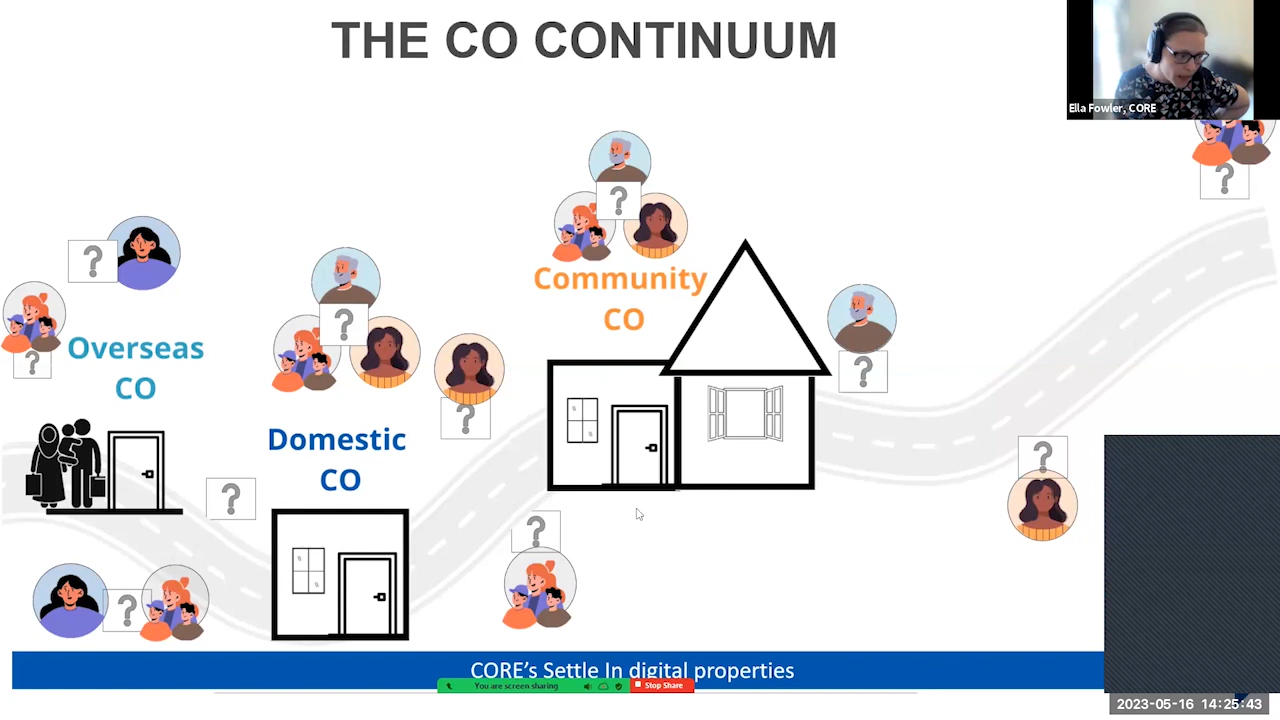 THE CO CONTINUUM
Ella Fowler, CORE
?
?
?
?
?
?
?
?
?
?
?
?
Overseas
CO
Domestic
CO
Community
CO
CORE's Settle In digital properties
You are screen sharing
Stop Share
2023-05-16 14:25:43